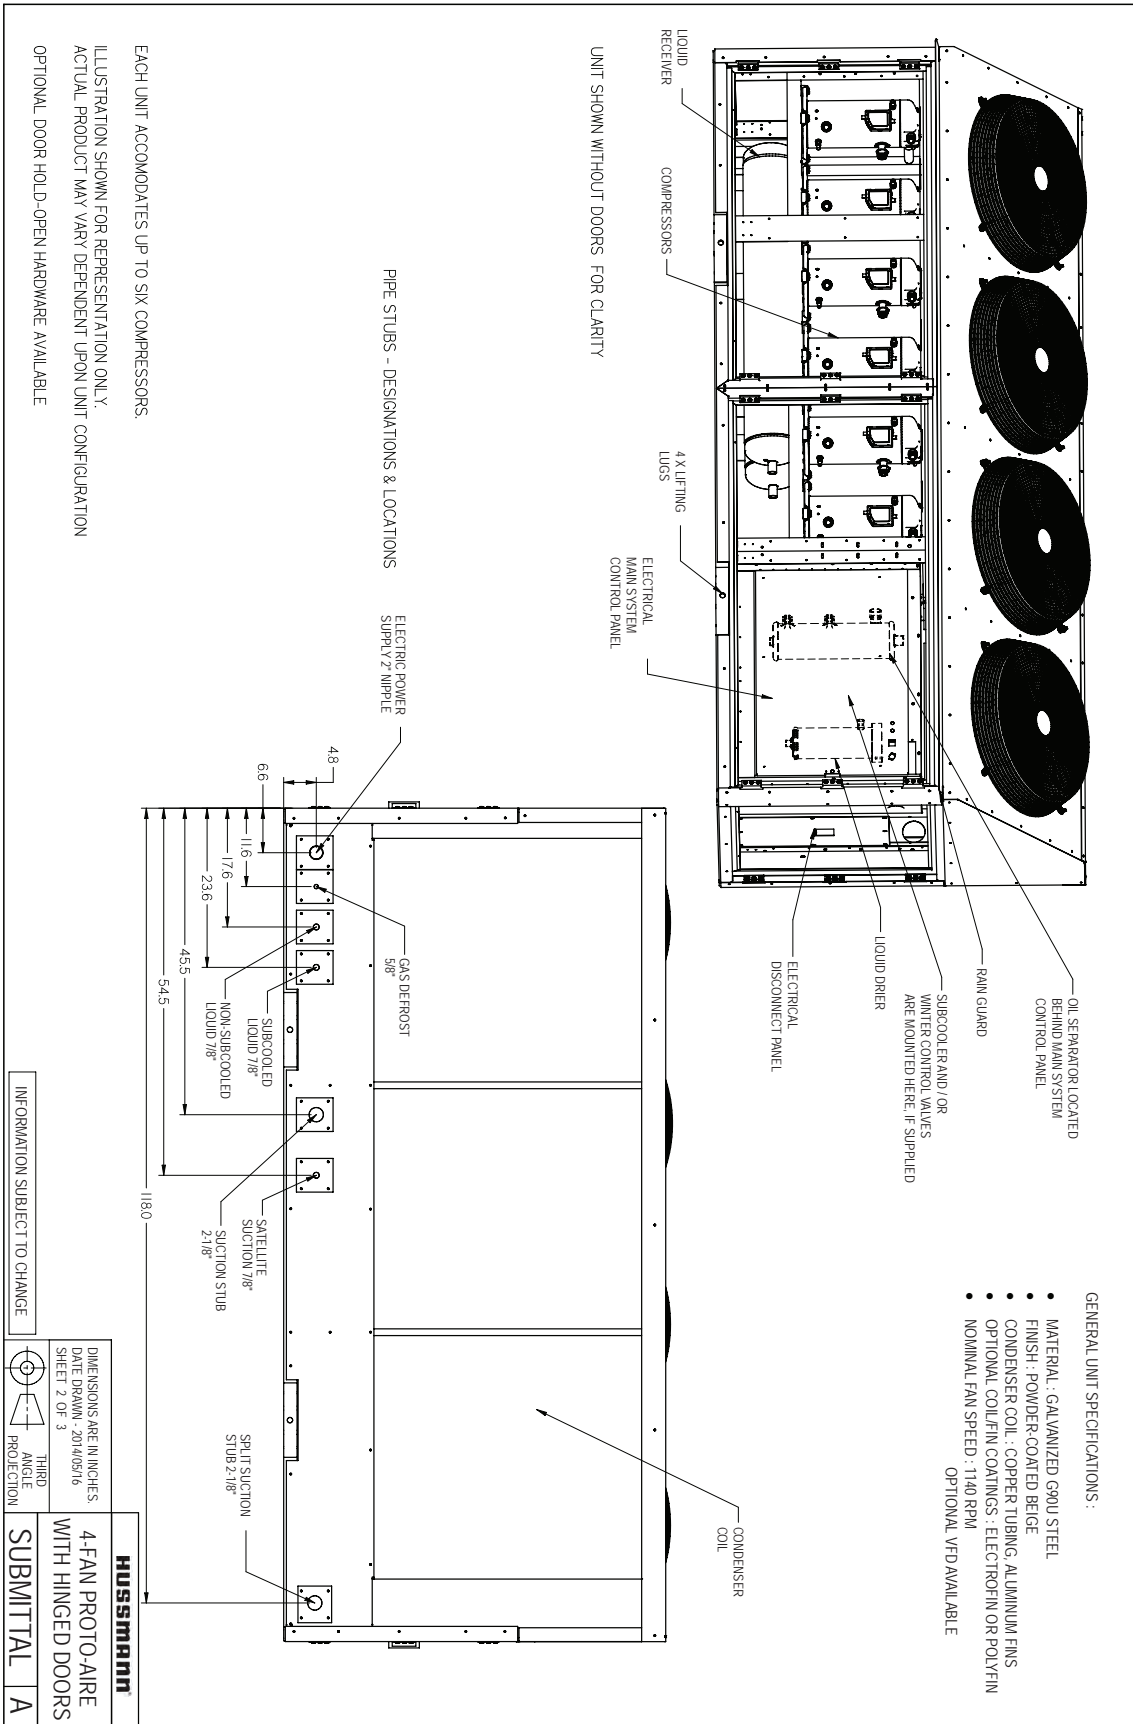 GENERAL UNIT SPECIFICATIONS :
• MATERIAL : GALVANIZED G90U STEEL
• FINISH : POWDER-COATED BEIGE
• CONDENSER COIL : COPPER TUBING, ALUMINUM FINS
• OPTIONAL COIL/FIN COATINGS : ELECTROFIN OR POLYFIN
• NOMINAL FAN SPEED : 1140 RPM
OPTIONAL VFD AVAILABLE
OIL SEPARATOR LOCATED
BEHIND MAIN SYSTEM
CONTROL PANEL
RAIN GUARD
SUBCOOLER AND / OR
WINTER CONTROL VALVES
ARE MOUNTED HERE, IF SUPPLIED
LIQUID DRIER
ELECTRICAL
DISCONNECT PANEL
LIQUID
RECEIVER
COMPRESSORS
4 X LIFTING
LUGS
ELECTRICAL
MAIN SYSTEM
CONTROL PANEL
UNIT SHOWN WITHOUT DOORS FOR CLARITY
PIPE STUBS - DESIGNATIONS & LOCATIONS
ELECTRIC POWER
SUPPLY 2" NIPPLE
4.8
6.6
11.6
17.6
23.6
45.5
54.5
118.0
GAS DEFROST
5/8"
SUBCOOLED
LIQUID 7/8"
NON-SUBCOOLED
LIQUID 7/8"
SATELLITE
SUCTION 7/8"
SUCTION STUB
2-1/8"
SPLIT SUCTION
STUB 2-1/8"
CONDENSER
COIL
EACH UNIT ACCOMODATES UP TO SIX COMPRESSORS.
ILLUSTRATION SHOWN FOR REPRESENTATION ONLY.
ACTUAL PRODUCT MAY VARY DEPENDENT UPON UNIT CONFIGURATION
OPTIONAL DOOR HOLD-OPEN HARDWARE AVAILABLE
INFORMATION SUBJECT TO CHANGE
DIMENSIONS ARE IN INCHES.
DATE DRAWN - 2014/05/16
SHEET 2 OF 3
THIRD
ANGLE
PROJECTION
HUSSMANN
4-FAN PROTO-AIRE
WITH HINGED DOORS
SUBMITTAL A